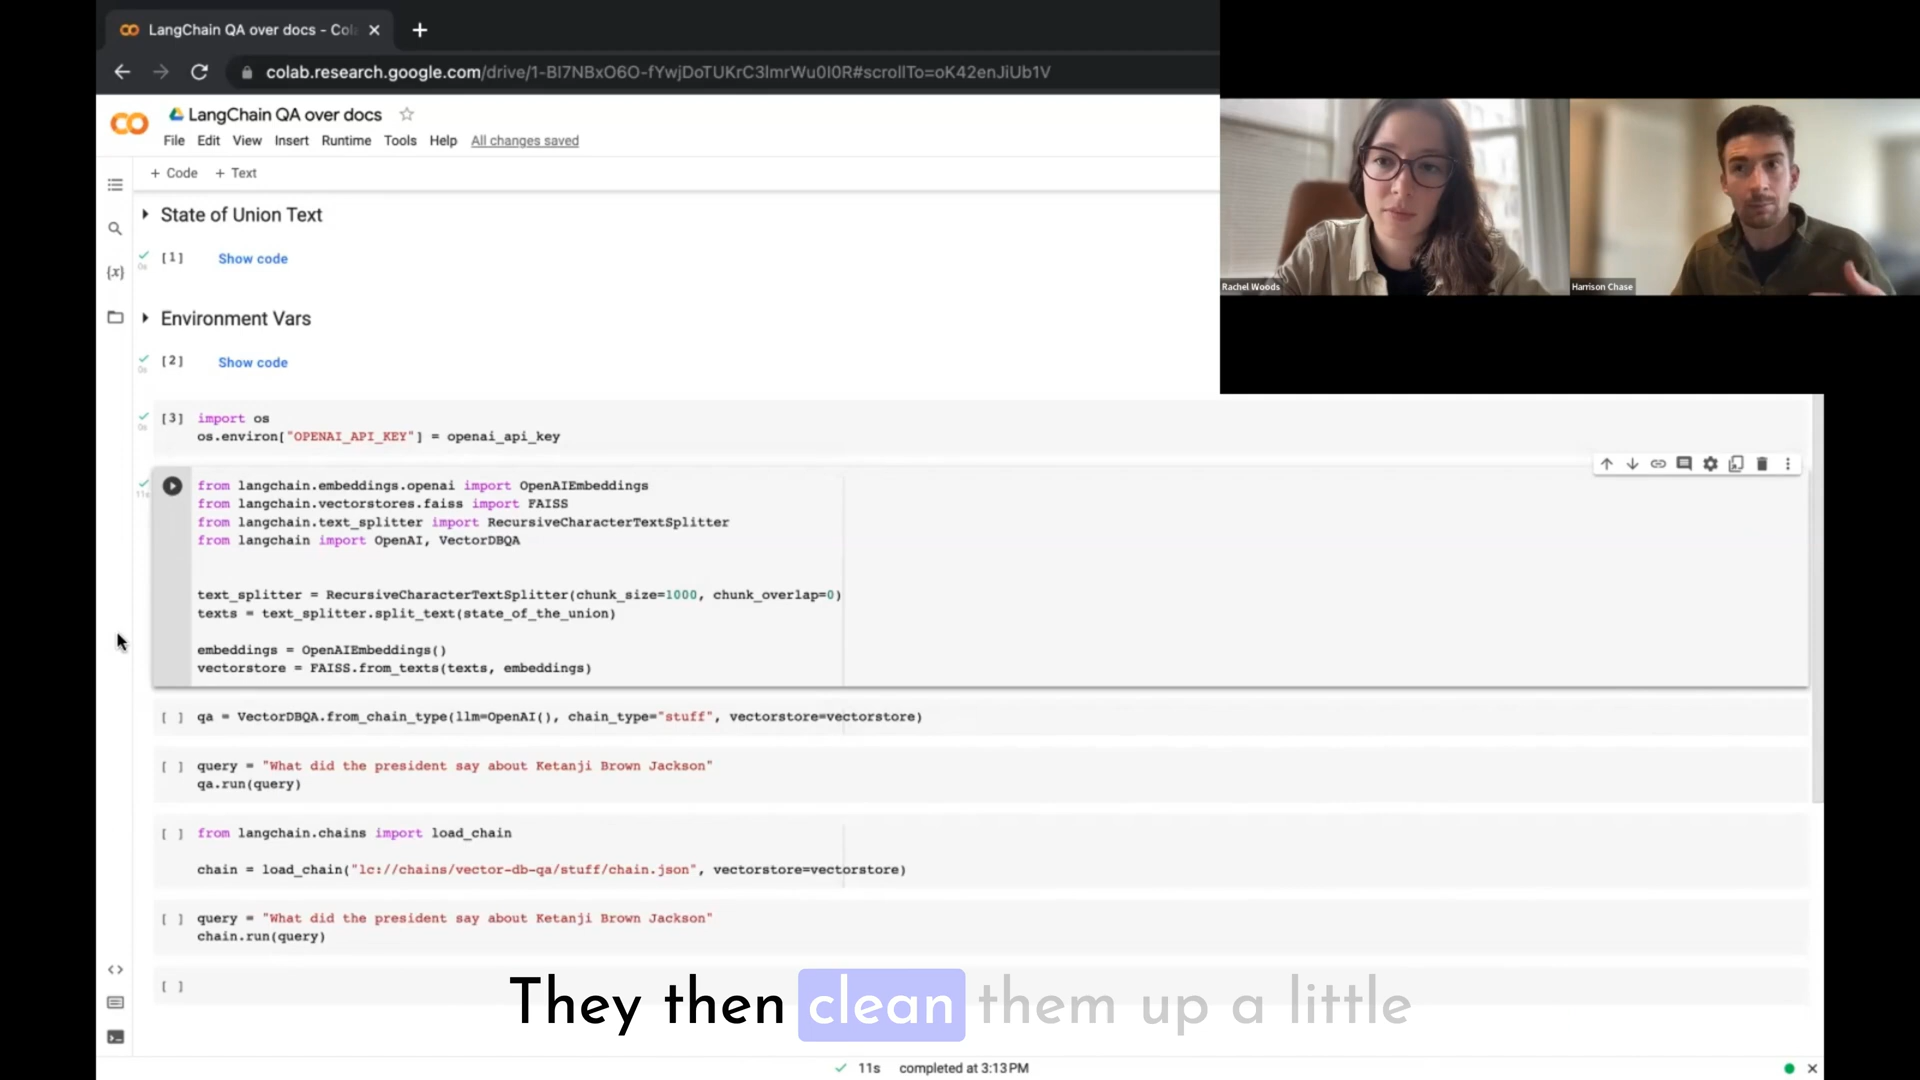 LangChain QA over docs - Col
colab.research.google.com/drive/1-BI7NBxO6O-fYwjDoTUKrC3ImrWu0I0R#scrollTo=oK42enJiUb1V
LangChain QA over docs
File Edit View Insert Runtime Tools Help All changes saved
+ Code + Text
Rachel Woods
Harrison Chase
State of Union Text
0s [1] Show code
Environment Vars
0s [2] Show code
0s [3] import os
os.environ["OPENAI_API_KEY"] = openai_api_key
11s from langchain.embeddings.openai import OpenAIEmbeddings
from langchain.vectorstores.faiss import FAISS
from langchain.text_splitter import RecursiveCharacterTextSplitter
from langchain import OpenAI, VectorDBQA
text_splitter = RecursiveCharacterTextSplitter(chunk_size=1000, chunk_overlap=0)
texts = text_splitter.split_text(state_of_the_union)
embeddings = OpenAIEmbeddings()
vectorstore = FAISS.from_texts(texts, embeddings)
[ ] qa = VectorDBQA.from_chain_type(llm=OpenAI(), chain_type="stuff", vectorstore=vectorstore)
[ ] query = "What did the president say about Ketanji Brown Jackson"
qa.run(query)
[ ] from langchain.chains import load_chain
chain = load_chain("lc://chains/vector-db-qa/stuff/chain.json", vectorstore=vectorstore)
[ ] query = "What did the president say about Ketanji Brown Jackson"
chain.run(query)
[ ]
They then clean them up a little
11s completed at 3:13 PM